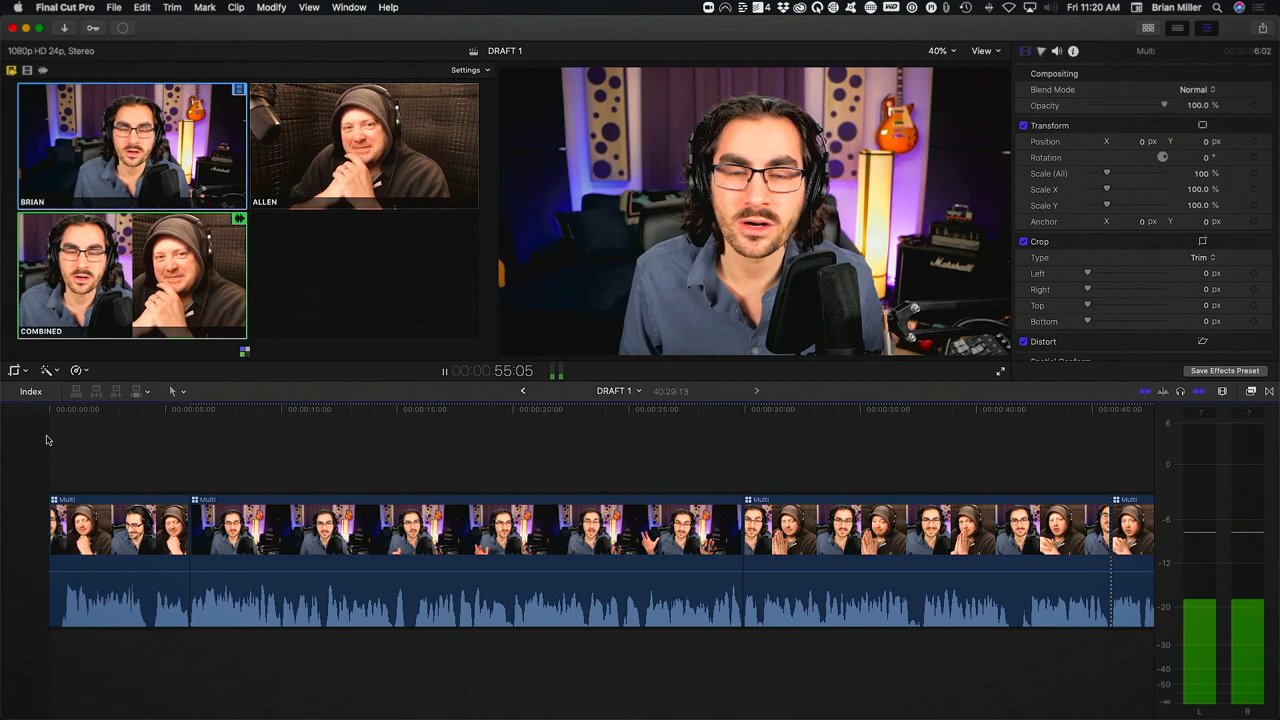 Final Cut Pro File Edit Trim Mark Clip Modify View Window Help 4 Fri 11:20 AM Brian Miller
1080p HD 24p, Stereo DRAFT 1 40% View Multi 6:02
Settings
BRIAN
ALLEN
COMBINED
Marshall
Compositing
Blend Mode Normal
Opacity 100.0 %
Transform
Position X 0 px Y 0 px
Rotation 0 °
Scale (All) 100 %
Scale X 100.0 %
Scale Y 100.0 %
Anchor 0 px Y 0 px
Crop
Type Trim
Left 0 px
Right 0 px
Top 0 px
Bottom 0 px
Distort
Save Effects Preset
00:00:00:55:05
Index DRAFT 1 40:29:13
00:00:00:00 00:00:05:00 00:00:10:00 00:00:15:00 00:00:20:00 00:00:25:00 00:00:30:00 00:00:35:00 00:00:40:00 00:00:45:00
-7 -7
6
0
-6
-12
-20
-30
-40
-50
-∞
L R
Multi Multi Multi Multi